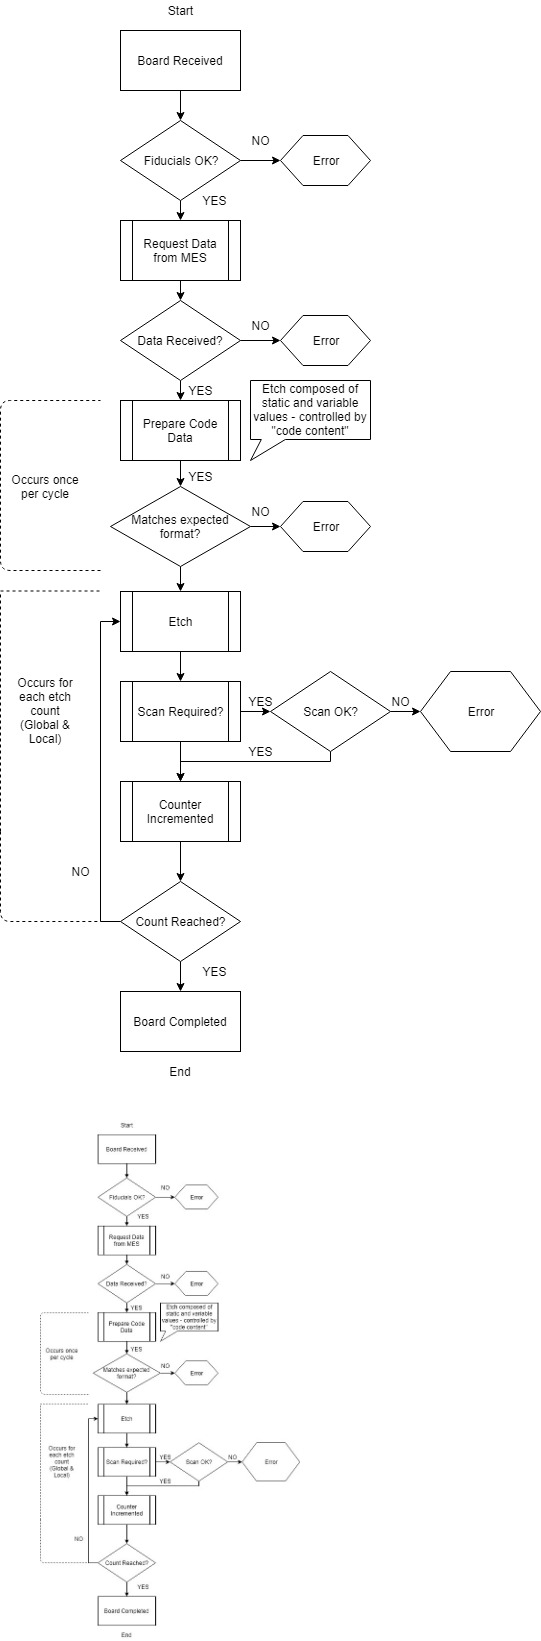 Start
Board Received
Fiducials OK?
NO
Error
YES
Request Data
from MES
Data Received?
NO
Error
YES
Prepare Code
Data
Etch composed of
static and variable
values - controlled by
"code content"
Occurs once
per cycle
YES
Matches expected
format?
NO
Error
Etch
Occurs for
each etch
count
(Global &
Local)
Scan Required?
YES
Scan OK?
NO
Error
YES
Counter
Incremented
NO
Count Reached?
YES
Board Completed
End
Start
Board Received
Fiducials OK?
NO
Error
YES
Request Data
from MES
Data Received?
NO
Error
YES
Prepare Code
Data
Etch composed of
static and variable
values - controlled by
"code content"
Occurs once
per cycle
YES
Matches expected
format?
NO
Error
Etch
Occurs for
each etch
count
(Global &
Local)
Scan Required?
YES
Scan OK?
NO
Error
YES
Counter
Incremented
NO
Count Reached?
YES
Board Completed
End